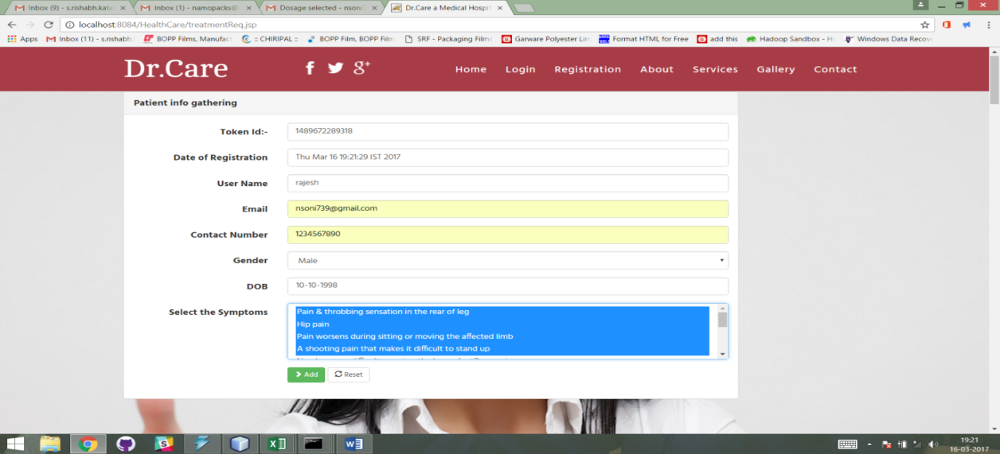 Inbox (9) - s.rishabh.kata
Inbox (1) - namopacks@
Dosage selected - nsoni7
Dr.Care a Medical Hospit
localhost:8084/HealthCare/treatmentReq.jsp
Apps
Inbox (11) - s.rishabh.
BOPP Films, Manufact
:: CHIRIPAL ::
BOPP Film, BOPP Film
SRF - Packaging Films
Garware Polyester Lim
Format HTML for Free
add this
Hadoop Sandbox - H
Windows Data Recov
Dr.Care
Home Login Registration About Services Gallery Contact
Patient info gathering
Token Id:- 1489672289318
Date of Registration Thu Mar 16 19:21:29 IST 2017
User Name rajesh
Email nsoni739@gmail.com
Contact Number 1234567890
Gender Male
DOB 10-10-1998
Select the Symptoms Pain & throbbing sensation in the rear of leg
Hip pain
Pain worsens during sitting or moving the affected limb
A shooting pain that makes it difficult to stand up
Add Reset
19:21
16-03-2017